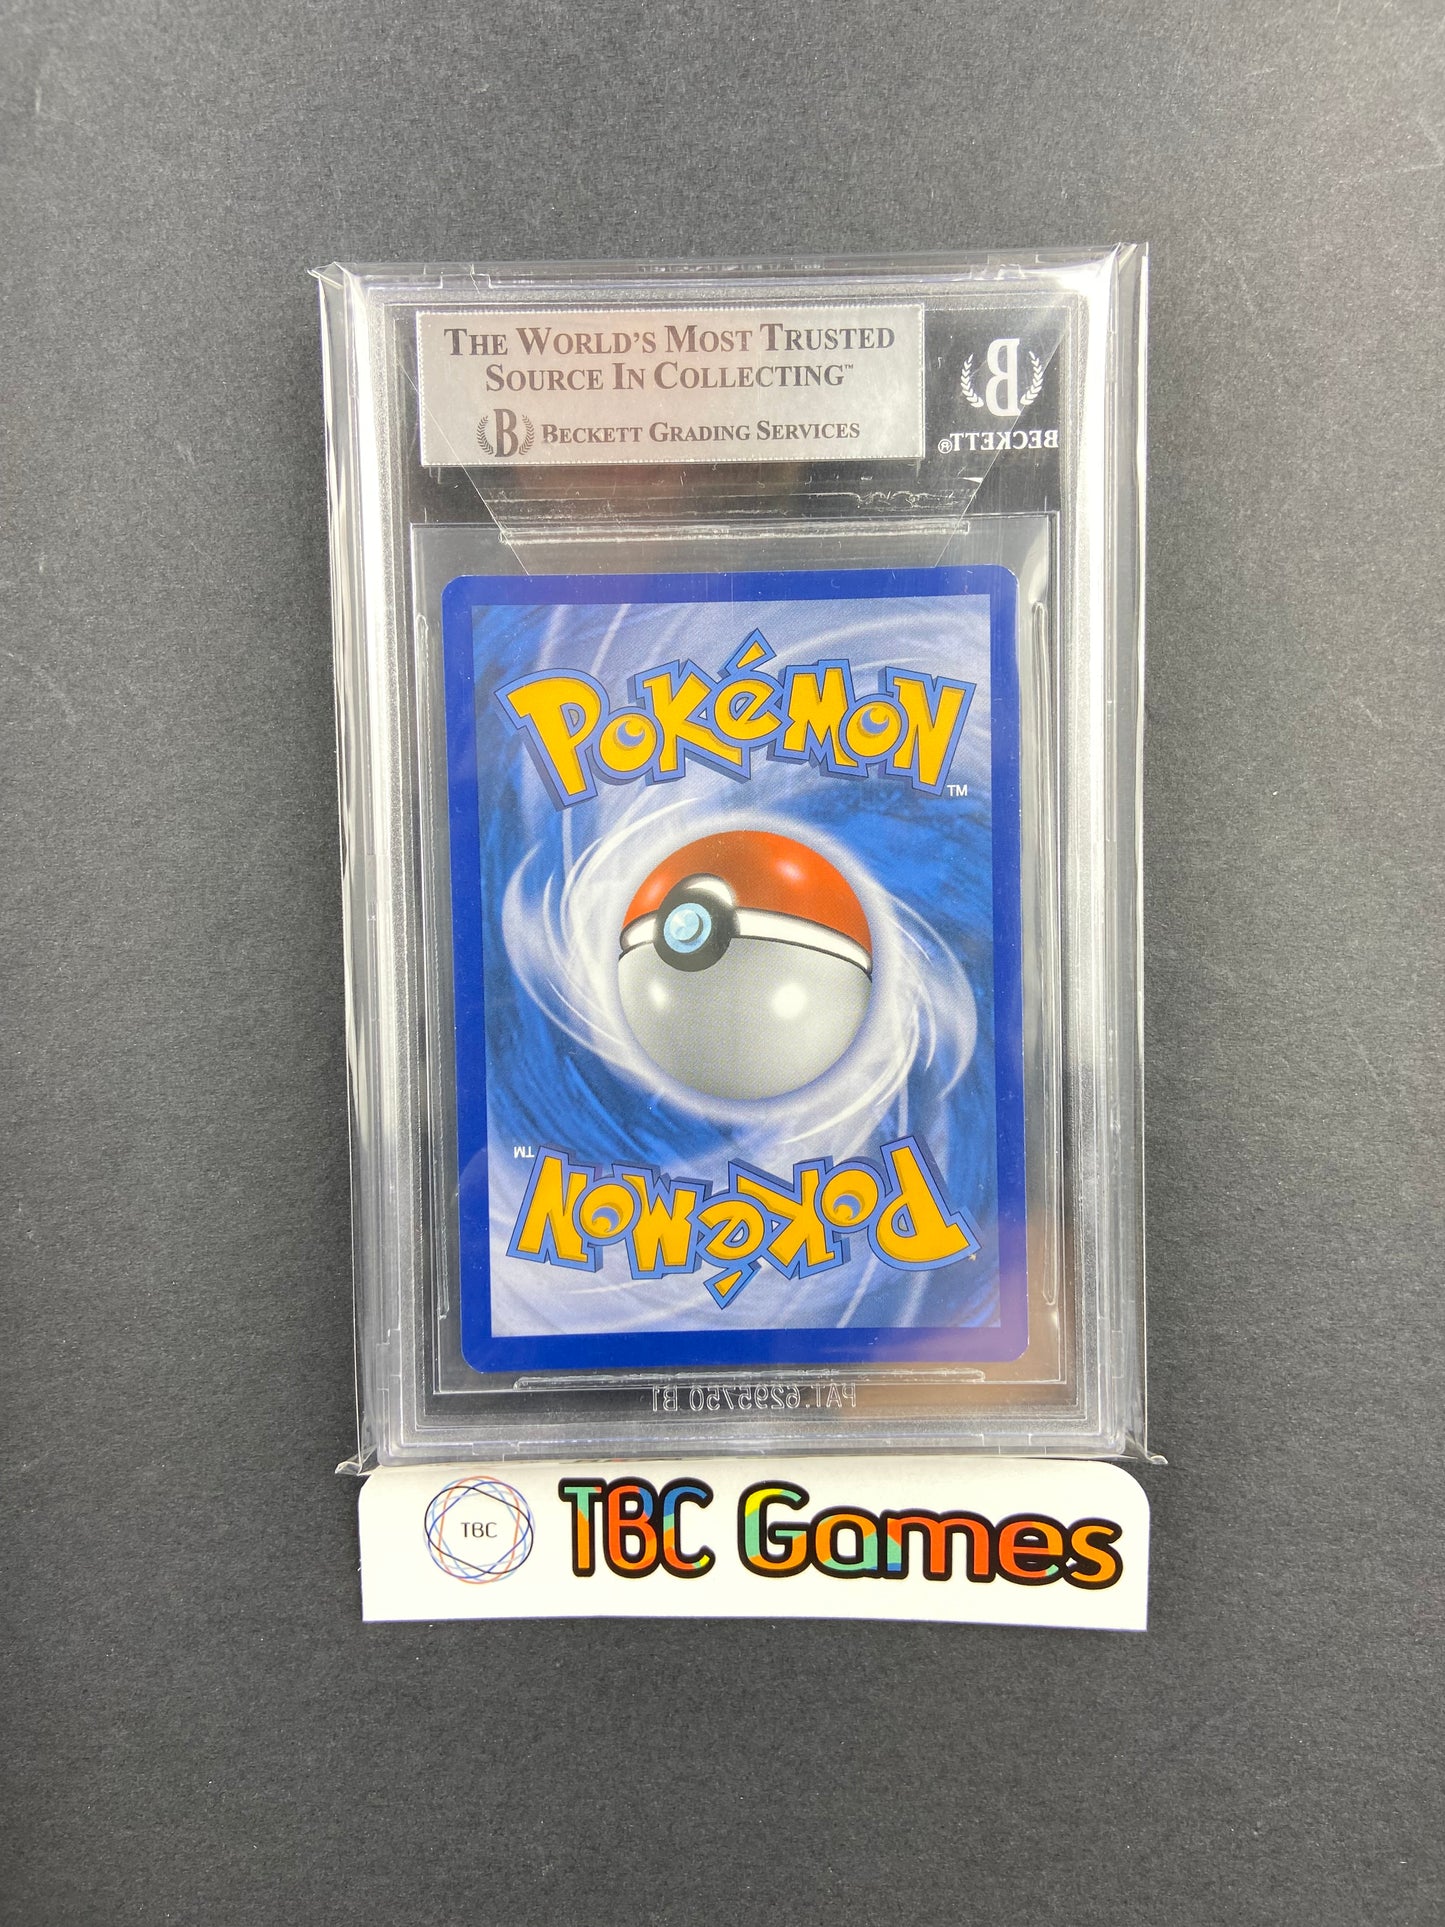 THE WORLD'S MOST TRUSTED
SOURCE IN COLLECTING™
B BECKETT GRADING SERVICES
B
BECKETT®
POKéMON
TM
POKéMON
TM
PAT. 6295750 B1
TBC
TBC Games